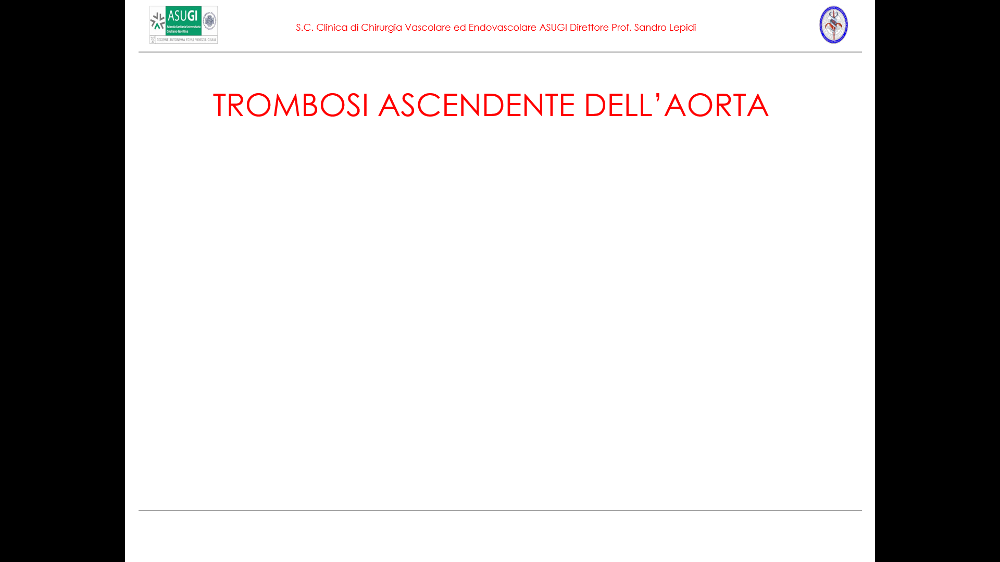 ASUGI
Azienda Sanitaria Universitaria
Giuliano Isontina
REGIONE AUTONOMA FRIULI VENEZIA GIULIA
S.C. Clinica di Chirurgia Vascolare ed Endovascolare ASUGI Direttore Prof. Sandro Lepidi
TROMBOSI ASCENDENTE DELL’AORTA